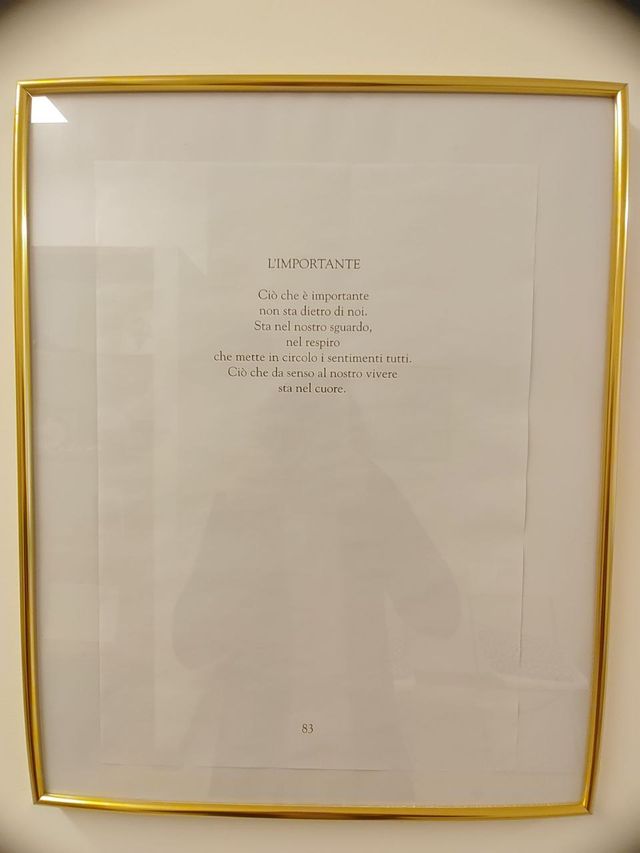 L'IMPORTANTE
Ciò che è importante
non sta dietro di noi.
Sta nel nostro sguardo,
nel respiro
che mette in circolo i sentimenti tutti.
Ciò che da senso al nostro vivere
sta nel cuore.
83